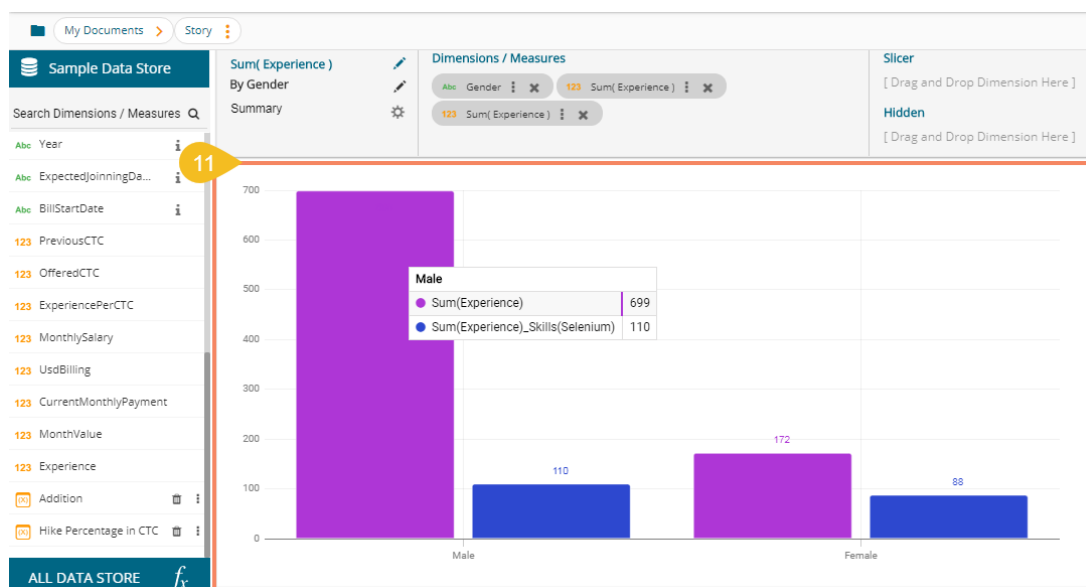 My Documents > Story
Sample Data Store
Search Dimensions / Measures
Abc Year
Abc ExpectedJoinningDa...
Abc BillStartDate
123 PreviousCTC
123 OfferedCTC
123 ExperiencePerCTC
123 MonthlySalary
123 UsdBilling
123 CurrentMonthlyPayment
123 MonthValue
123 Experience
(x) Addition
(x) Hike Percentage in CTC
ALL DATA STORE fx
Sum( Experience )
By Gender
Summary
Dimensions / Measures
Abc Gender 123 Sum( Experience )
123 Sum( Experience )
Slicer
[ Drag and Drop Dimension Here ]
Hidden
[ Drag and Drop Dimension Here ]
11
700
600
500
400
300
200
100
0
Male
Sum(Experience) 699
Sum(Experience)_Skills(Selenium) 110
110
172
88
Male
Female